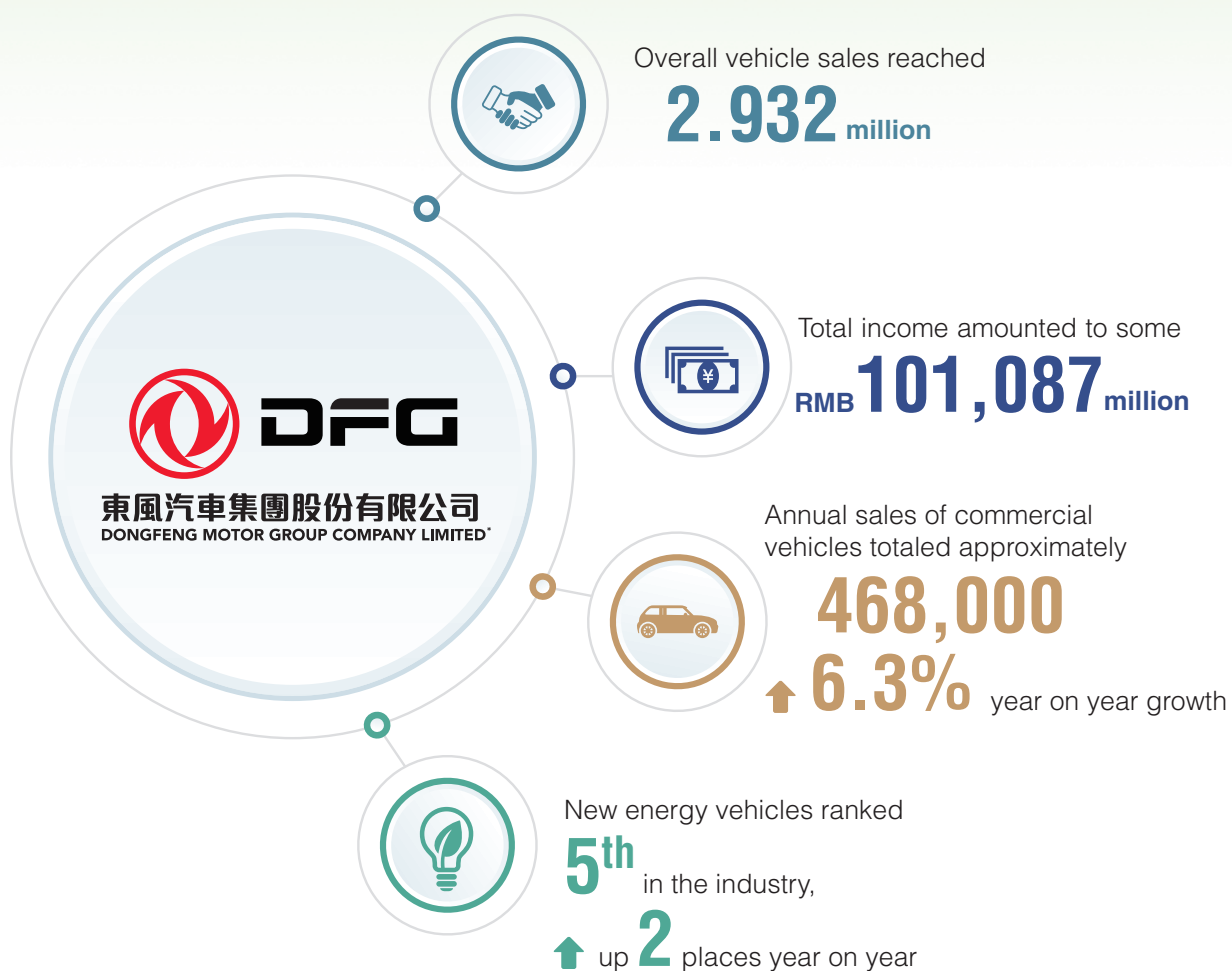 Overall vehicle sales reached
2.932 million
Total income amounted to some
RMB 101,087 million
DFG
東風汽車集團股份有限公司
DONGFENG MOTOR GROUP COMPANY LIMITED*
Annual sales of commercial
vehicles totaled approximately
468,000
6.3% year on year growth
New energy vehicles ranked
5th in the industry,
up 2 places year on year